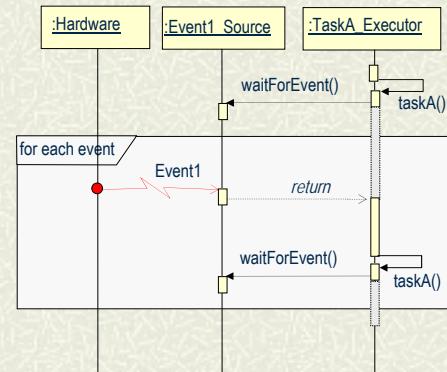 :Hardware
:Event1_Source
:TaskA_Executor
waitForEvent()
taskA()
for each event
Event1
return
waitForEvent()
taskA()